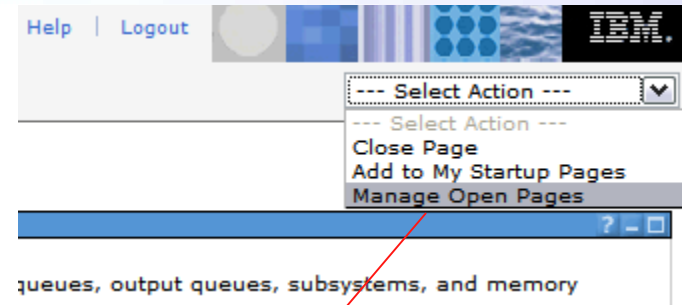 Help | Logout
IBM.
--- Select Action ---
--- Select Action ---
Close Page
Add to My Startup Pages
Manage Open Pages
queues, output queues, subsystems, and memory